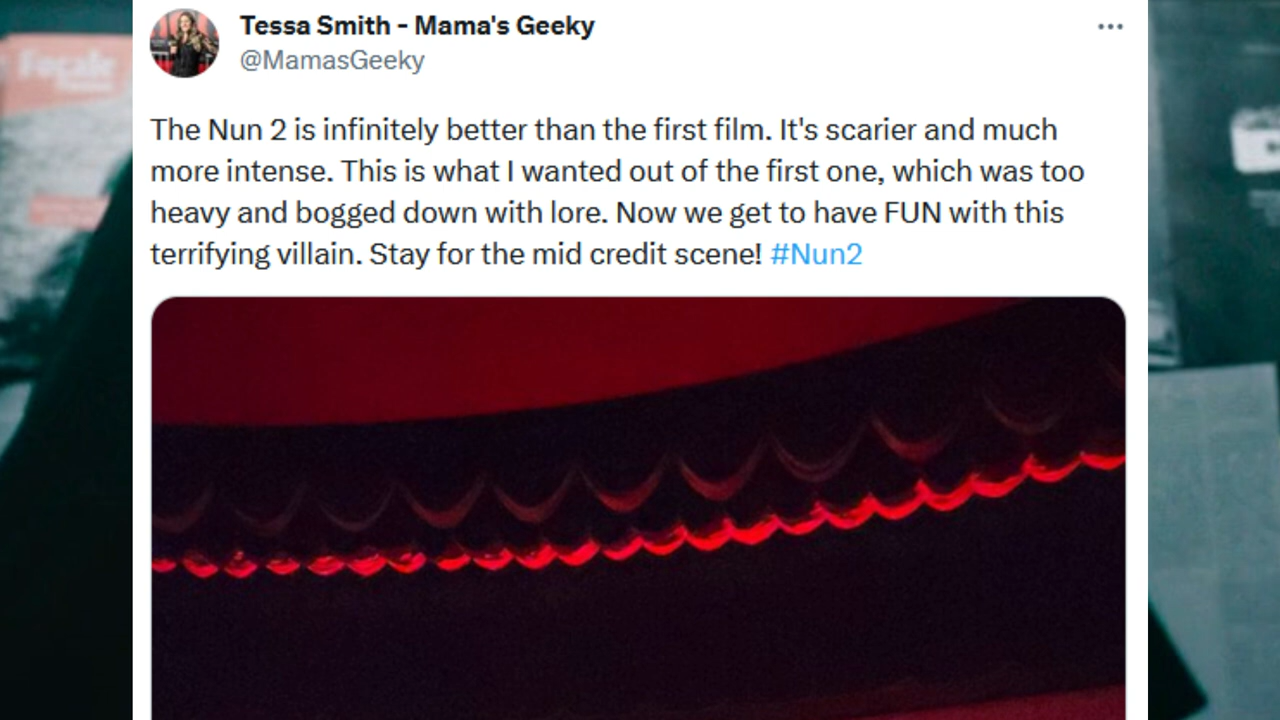 Tessa Smith - Mama's Geeky
@MamasGeeky
The Nun 2 is infinitely better than the first film. It's scarier and much
more intense. This is what I wanted out of the first one, which was too
heavy and bogged down with lore. Now we get to have FUN with this
terrifying villain. Stay for the mid credit scene! #Nun2